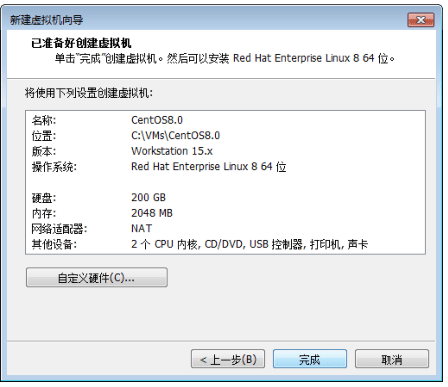 新建虚拟机向导
已准备好创建虚拟机
单击"完成"创建虚拟机。然后可以安装 Red Hat Enterprise Linux 8 64 位。
将使用下列设置创建虚拟机:
名称: CentOS8.0
位置: C:\VMs\CentOS8.0
版本: Workstation 15.x
操作系统: Red Hat Enterprise Linux 8 64 位
硬盘: 200 GB
内存: 2048 MB
网络适配器: NAT
其他设备: 2 个 CPU 内核, CD/DVD, USB 控制器, 打印机, 声卡
自定义硬件(C)...
< 上一步(B)
完成
取消